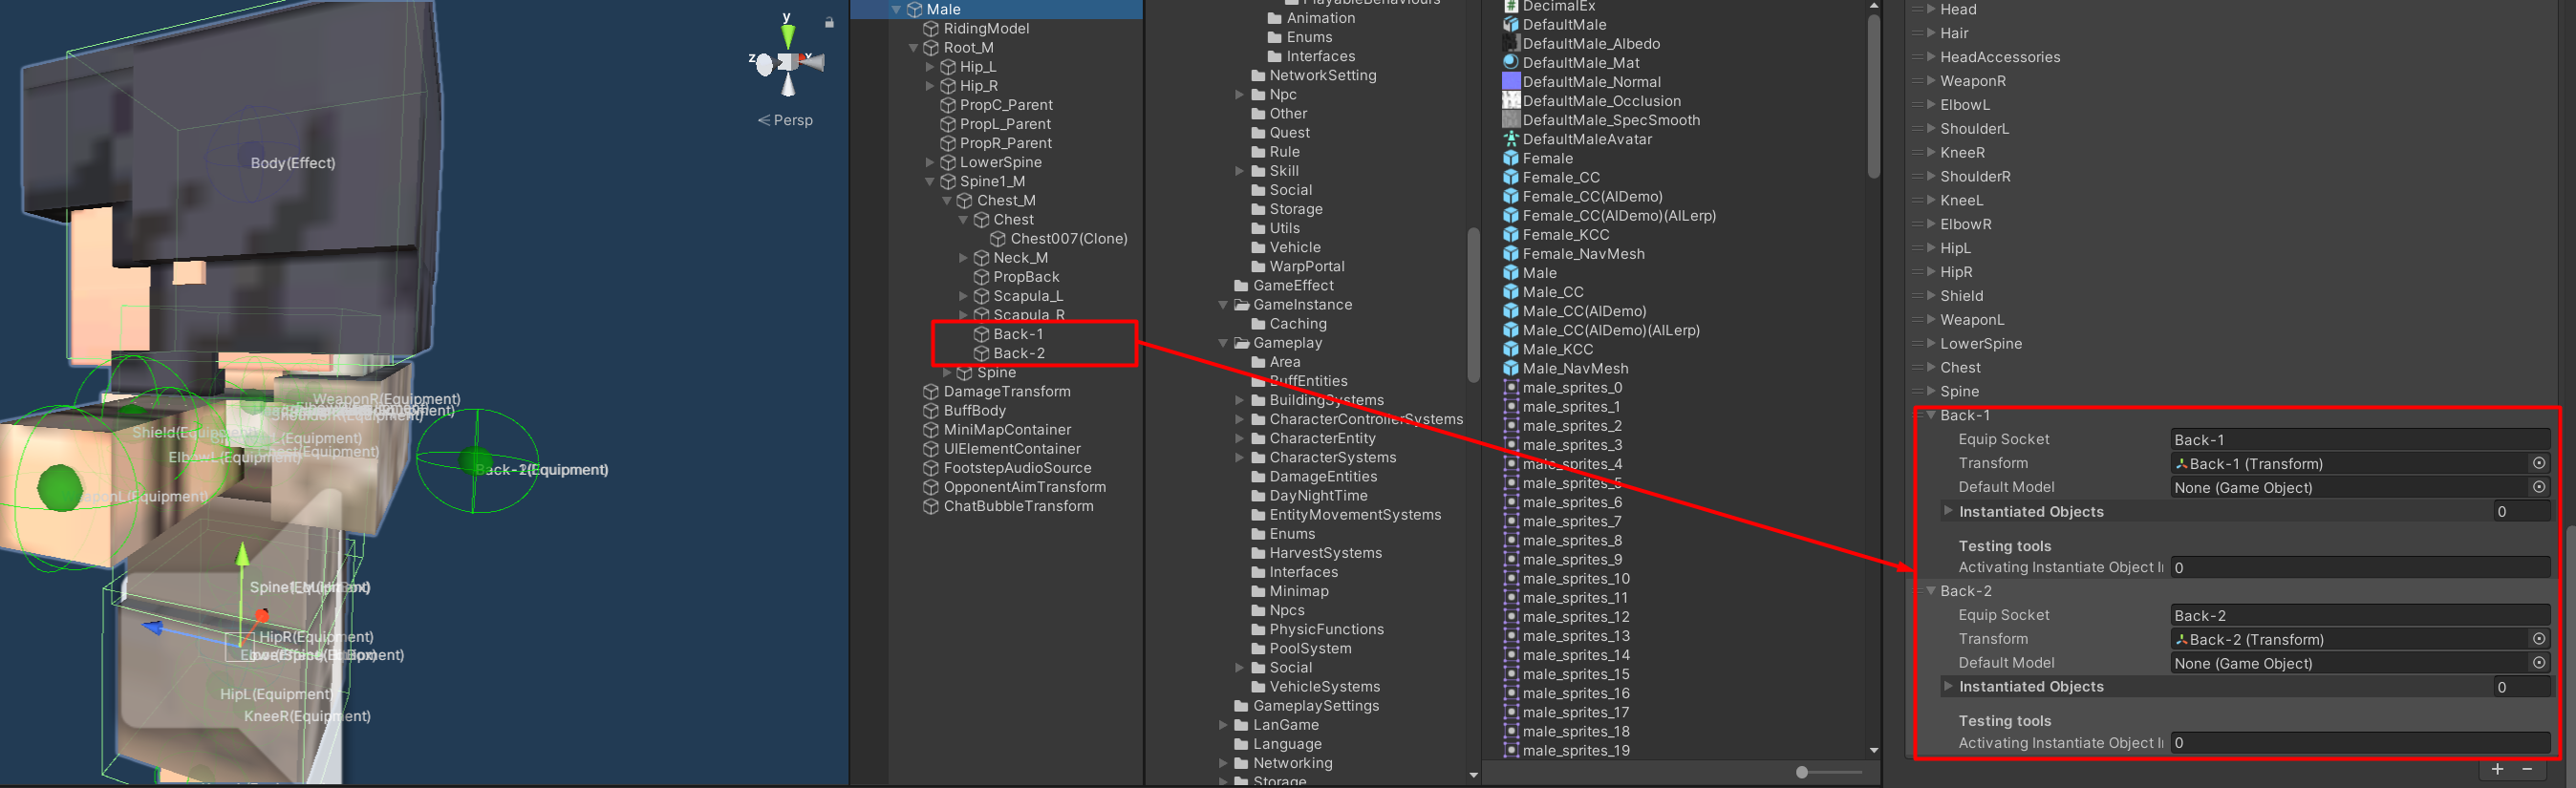 y
z
x
Persp
Body(Effect)
WeaponR(Equipment)
Shield(Equipment)
ElbowL(Equipment)
Back-1(Equipment)
HipR(Equipment)
HipL(Equipment)
KneeR(Equipment)
Male
RidingModel
Root_M
Hip_L
Hip_R
PropC_Parent
PropL_Parent
PropR_Parent
LowerSpine
Spine1_M
Chest_M
Chest
Chest007(Clone)
Neck_M
PropBack
Scapula_L
Scapula_R
Back-1
Back-2
Spine
DamageTransform
BuffBody
MiniMapContainer
UIElementContainer
FootstepAudioSource
OpponentAimTransform
ChatBubbleTransform
PlayableBehaviours
Animation
Enums
Interfaces
NetworkSetting
Npc
Other
Quest
Rule
Skill
Social
Storage
Utils
Vehicle
WarpPortal
GameEffect
GameInstance
Caching
Gameplay
Area
BuffEntities
BuildingSystems
CharacterControllerSystems
CharacterEntity
CharacterSystems
DamageEntities
DayNightTime
EntityMovementSystems
Enums
HarvestSystems
Interfaces
Minimap
Npcs
PhysicFunctions
PoolSystem
Social
VehicleSystems
GameplaySettings
LanGame
Language
Networking
Storage
DecimalEx
DefaultMale
DefaultMale_Albedo
DefaultMale_Mat
DefaultMale_Normal
DefaultMale_Occlusion
DefaultMale_SpecSmooth
DefaultMaleAvatar
Female
Female_CC
Female_CC(AIDemo)
Female_CC(AIDemo)(AILerp)
Female_KCC
Female_NavMesh
Male
Male_CC
Male_CC(AIDemo)
Male_CC(AIDemo)(AILerp)
Male_KCC
Male_NavMesh
male_sprites_0
male_sprites_1
male_sprites_2
male_sprites_3
male_sprites_4
male_sprites_5
male_sprites_6
male_sprites_7
male_sprites_8
male_sprites_9
male_sprites_10
male_sprites_11
male_sprites_12
male_sprites_13
male_sprites_14
male_sprites_15
male_sprites_16
male_sprites_17
male_sprites_18
male_sprites_19
Head
Hair
HeadAccessories
WeaponR
ElbowL
ShoulderL
KneeR
ShoulderR
KneeL
ElbowR
HipL
HipR
Shield
WeaponL
LowerSpine
Chest
Spine
Back-1
Equip Socket Back-1
Transform Back-1 (Transform)
Default Model None (Game Object)
Instantiated Objects 0
Testing tools
Activating Instantiate Object I 0
Back-2
Equip Socket Back-2
Transform Back-2 (Transform)
Default Model None (Game Object)
Instantiated Objects 0
Testing tools
Activating Instantiate Object I 0